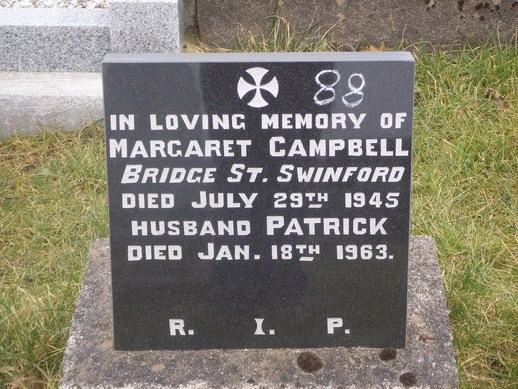 88
IN LOVING MEMORY OF
MARGARET CAMPBELL
BRIDGE ST. SWINFORD
DIED JULY 29TH 1945
HUSBAND PATRICK
DIED JAN. 18TH 1963.
R. I. P.